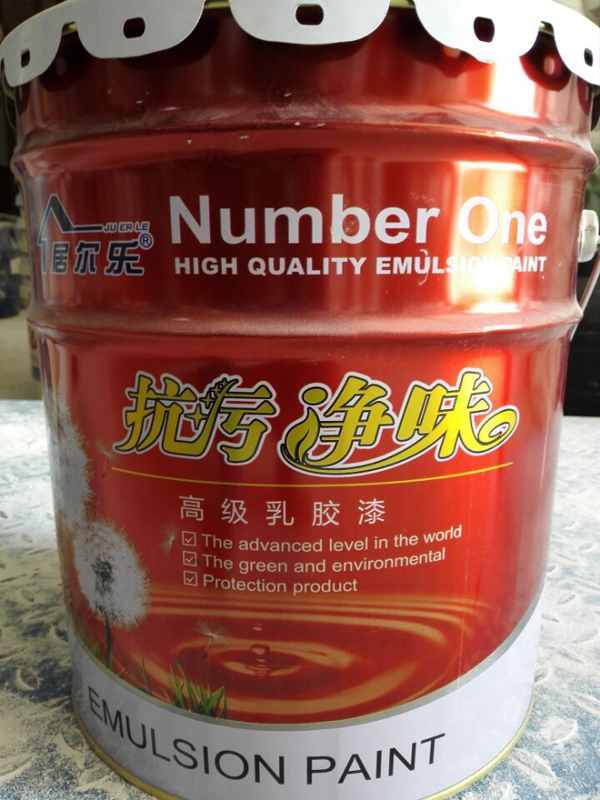 JU ER LE
居尔乐®
Number One
HIGH QUALITY EMULSION PAINT
抗污 净味
高级乳胶漆
The advanced level in the world
The green and environmental
Protection product
EMULSION PAINT